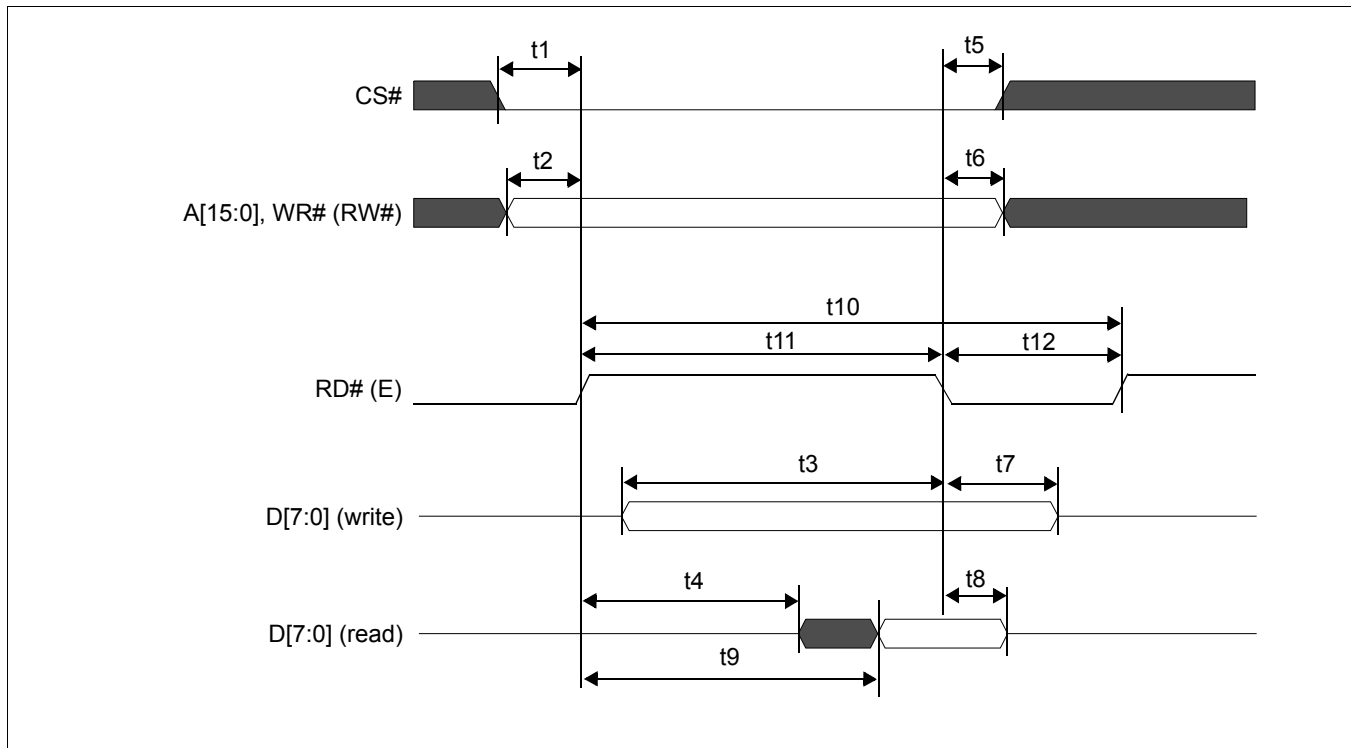 t1
t5
CS#
t2
t6
A[15:0], WR# (RW#)
t10
t11
t12
RD# (E)
t3
t7
D[7:0] (write)
t4
t8
D[7:0] (read)
t9